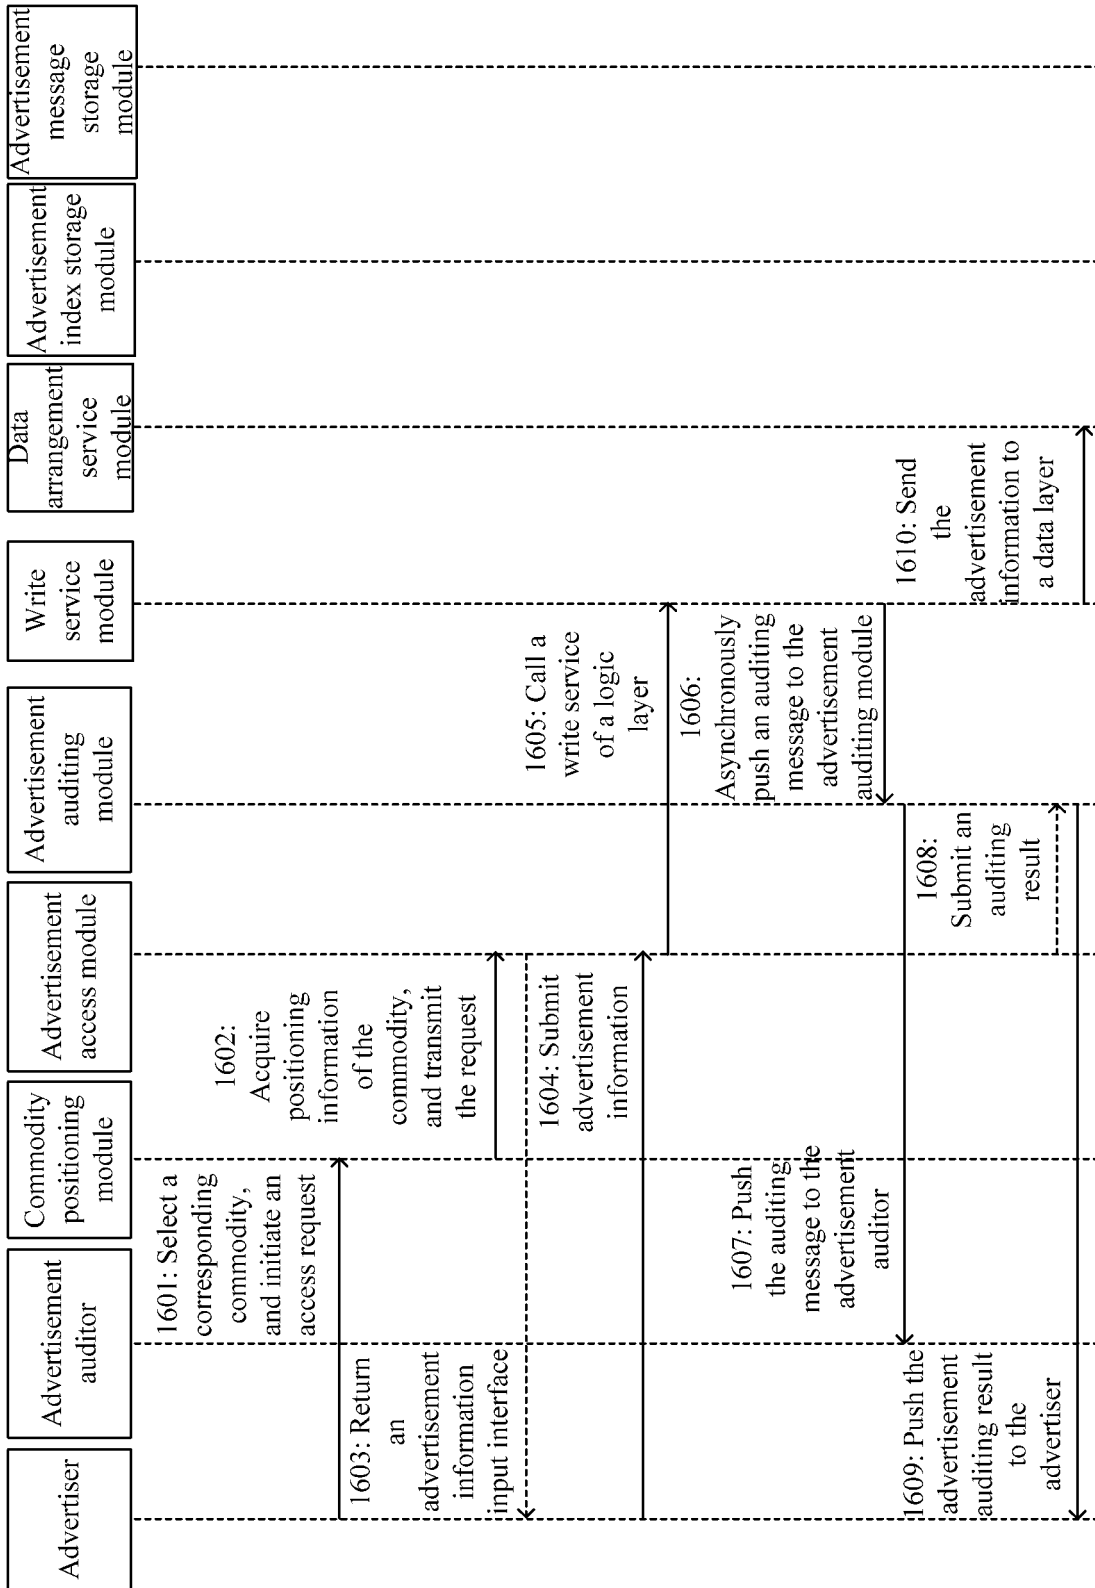 Advertiser
Advertisement
auditor
Commodity
positioning
module
Advertisement
access module
Advertisement
auditing
module
Write
service
module
Data
arrangement
service
module
Advertisement
index storage
module
Advertisement
message
storage
module
1601: Select a
corresponding
commodity,
and initiate an
access request
1602:
Acquire
positioning
information
of the
commodity,
and transmit
the request
1603: Return
an
advertisement
information
input interface
1604: Submit
advertisement
information
1605: Call a
write service
of a logic
layer
1606:
Asynchronously
push an auditing
message to the
advertisement
auditing module
1607: Push
the auditing
message to the
advertisement
auditor
1608:
Submit an
auditing
result
1609: Push the
advertisement
auditing result
to the
advertiser
1610: Send
the
advertisement
information to
a data layer